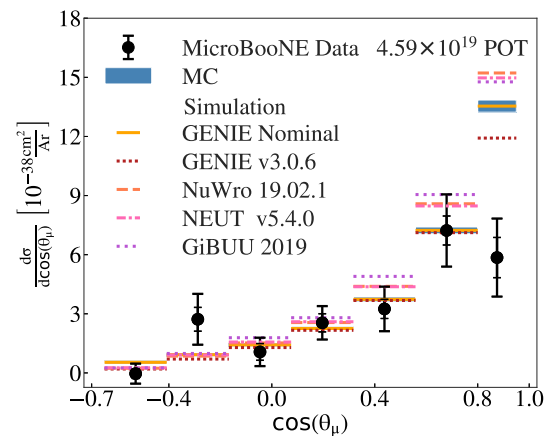 18
15
12
9
6
3
0
−0.7
−0.4
0.0
0.4
0.8
1.0
dσ/dcos(θμ) [10⁻³⁸ cm²/Ar]
cos(θμ)
MicroBooNE Data 4.59×10¹⁹ POT
MC
Simulation
GENIE Nominal
GENIE v3.0.6
NuWro 19.02.1
NEUT v5.4.0
GiBUU 2019